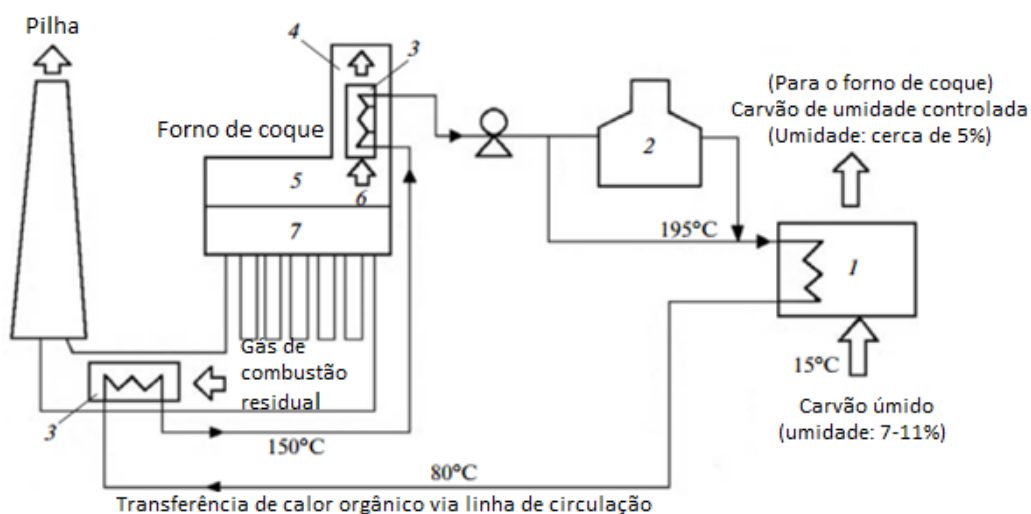 Pilha
4
3
Forno de coque
5
6
7
2
(Para o forno de coque)
Carvão de umidade controlada
(Umidade: cerca de 5%)
195°C
1
15°C
Carvão úmido
(umidade: 7-11%)
Gás de
combustão
residual
3
150°C
80°C
Transferência de calor orgânico via linha de circulação